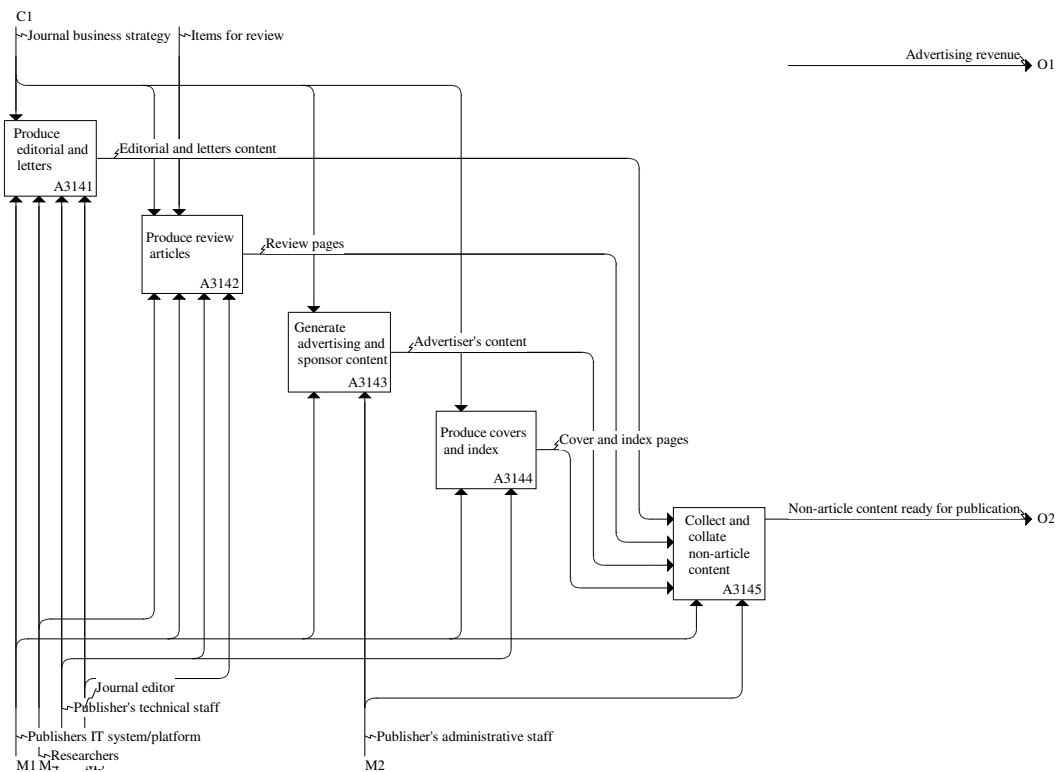 C1
Journal business strategy
Items for review
Advertising revenue
O1
Produce
editorial and
letters
A3141
Editorial and letters content
Produce review
articles
A3142
Review pages
Generate
advertising and
sponsor content
A3143
Advertiser's content
Produce covers
and index
A3144
Cover and index pages
Non-article content ready for publication
O2
Collect and
collate
non-article
content
A3145
Journal editor
Publisher's technical staff
Publishers IT system/platform
Publisher's administrative staff
Researchers
M1
M2